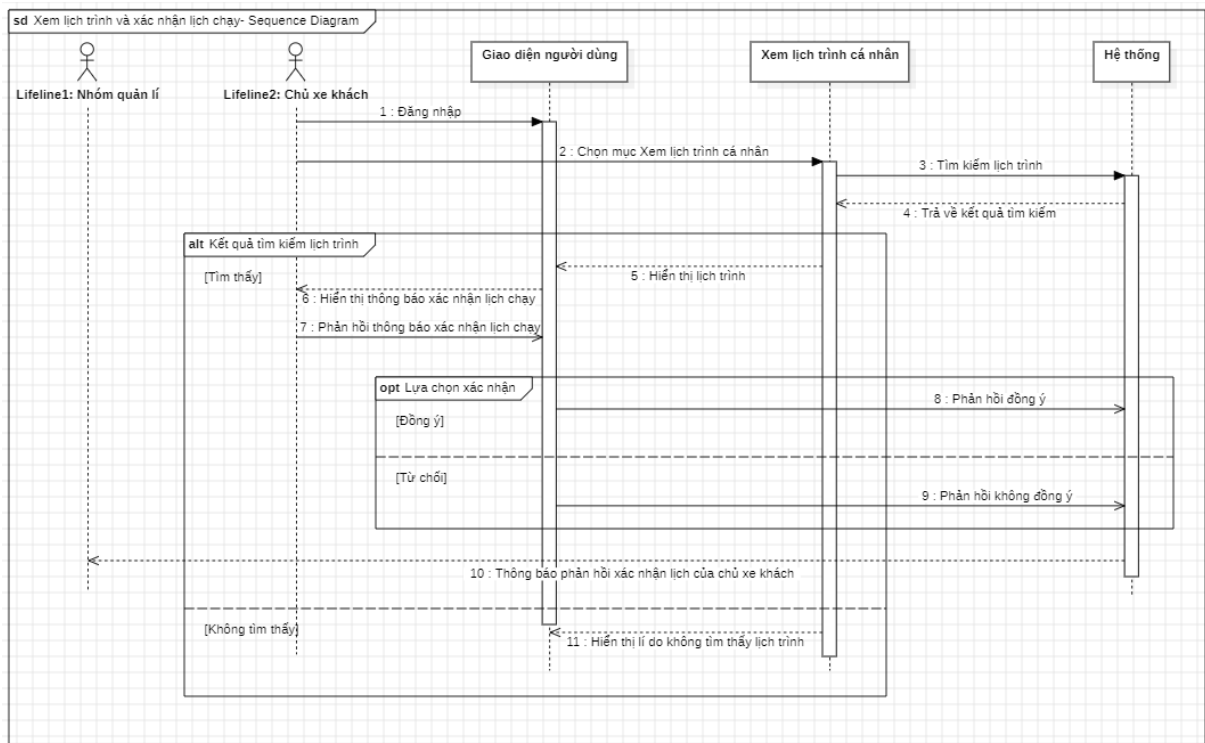 sd Xem lịch trình và xác nhận lịch chạy- Sequence Diagram
Lifeline1: Nhóm quản lí
Lifeline2: Chủ xe khách
Giao diện người dùng
Xem lịch trình cá nhân
Hệ thống
1 : Đăng nhập
2 : Chọn mục Xem lịch trình cá nhân
3 : Tìm kiếm lịch trình
4 : Trả về kết quả tìm kiếm
alt Kết quả tìm kiếm lịch trình
[Tìm thấy]
5 : Hiển thị lịch trình
6 : Hiển thị thông báo xác nhận lịch chạy
7 : Phản hồi thông báo xác nhận lịch chạy
opt Lựa chọn xác nhận
[Đồng ý]
8 : Phản hồi đồng ý
[Từ chối]
9 : Phản hồi không đồng ý
10 : Thông báo phản hồi xác nhận lịch của chủ xe khách
[Không tìm thấy]
11 : Hiển thị lí do không tìm thấy lịch trình